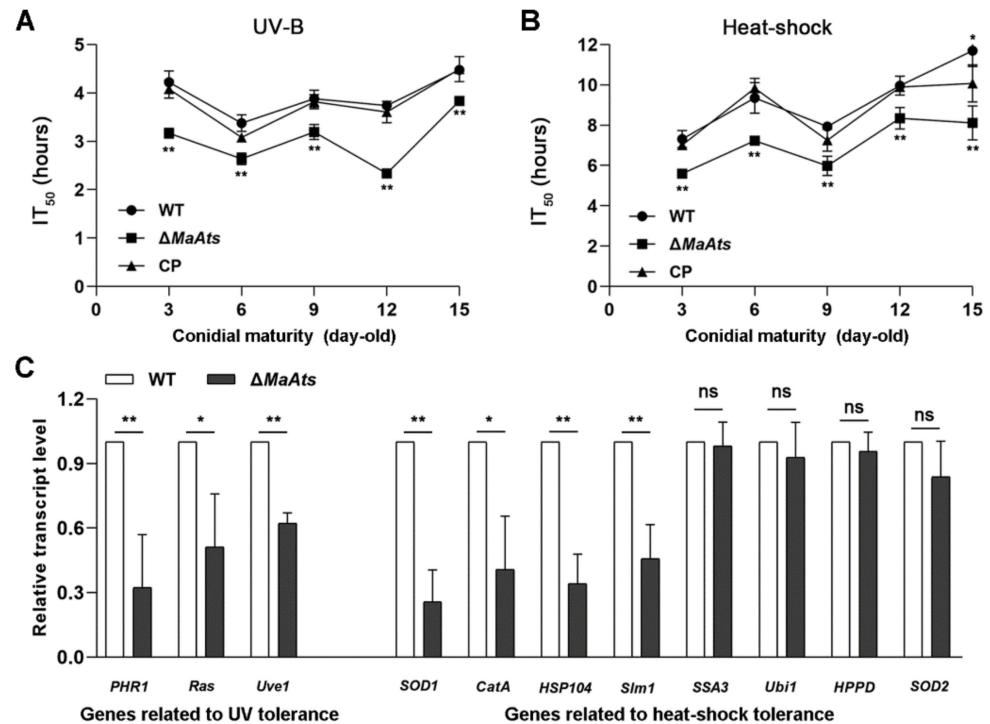 A
UV-B
5
4
3
2
1
0
IT50 (hours)
**
**
**
**
**
WT
ΔMaAts
CP
0 3 6 9 12 15
Conidial maturity (day-old)
B
Heat-shock
12
10
8
6
4
2
0
IT50 (hours)
*
**
**
**
**
**
WT
ΔMaAts
CP
0 3 6 9 12 15
Conidial maturity (day-old)
C
WT ΔMaAts
1.2
0.9
0.6
0.3
0.0
Relative transcript level
** * ** ** * ** ** ns ns ns ns
PHR1 Ras Uve1 SOD1 CatA HSP104 Slm1 SSA3 Ubi1 HPPD SOD2
Genes related to UV tolerance Genes related to heat-shock tolerance